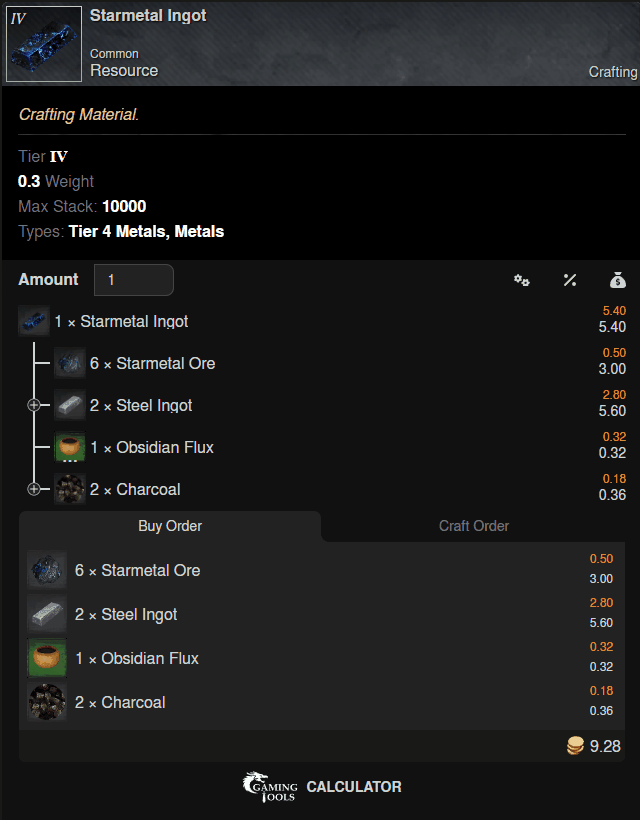 IV
Starmetal Ingot
Common
Resource
Crafting
Crafting Material.
Tier IV
0.3 Weight
Max Stack: 10000
Types: Tier 4 Metals, Metals
Amount 1
1 × Starmetal Ingot 5.40
5.40
6 × Starmetal Ore 0.50
3.00
2 × Steel Ingot 2.80
5.60
1 × Obsidian Flux 0.32
0.32
2 × Charcoal 0.18
0.36
Buy Order Craft Order
6 × Starmetal Ore 0.50
3.00
2 × Steel Ingot 2.80
5.60
1 × Obsidian Flux 0.32
0.32
2 × Charcoal 0.18
0.36
9.28
GAMING TOOLS CALCULATOR